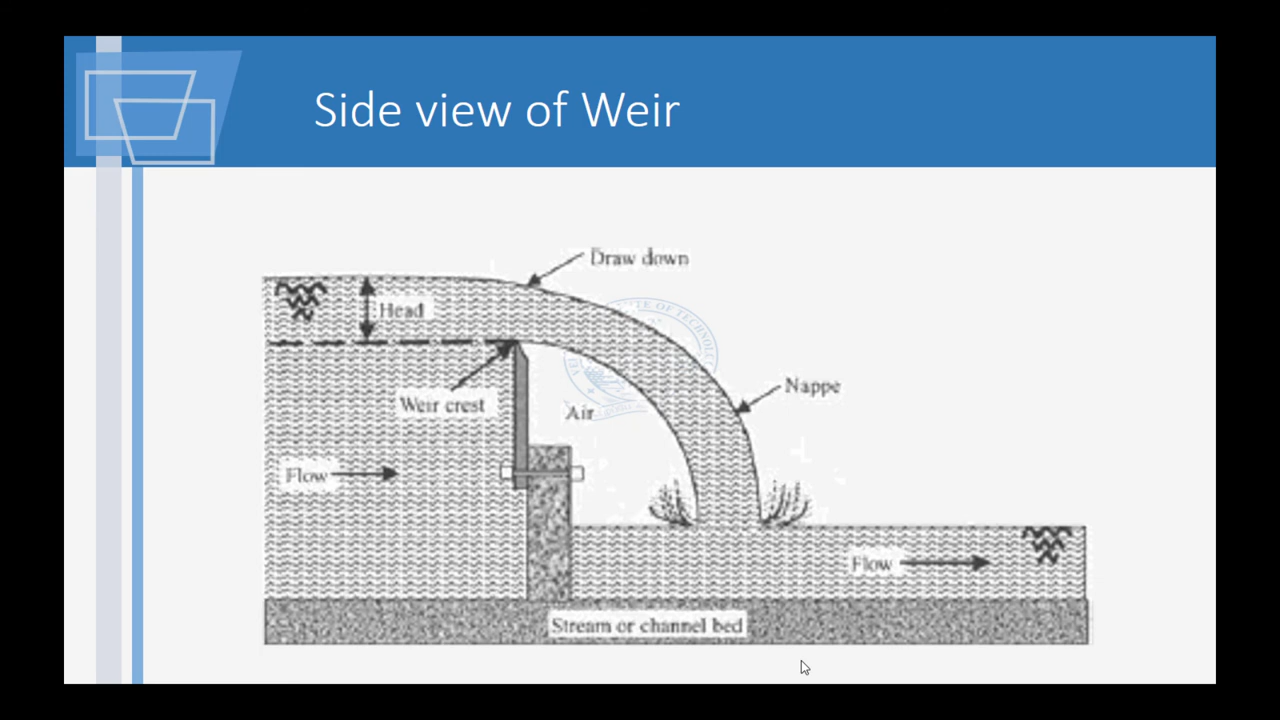 Side view of Weir
Draw down
Head
Nappe
Weir crest
Air
Flow
Flow
Stream or channel bed